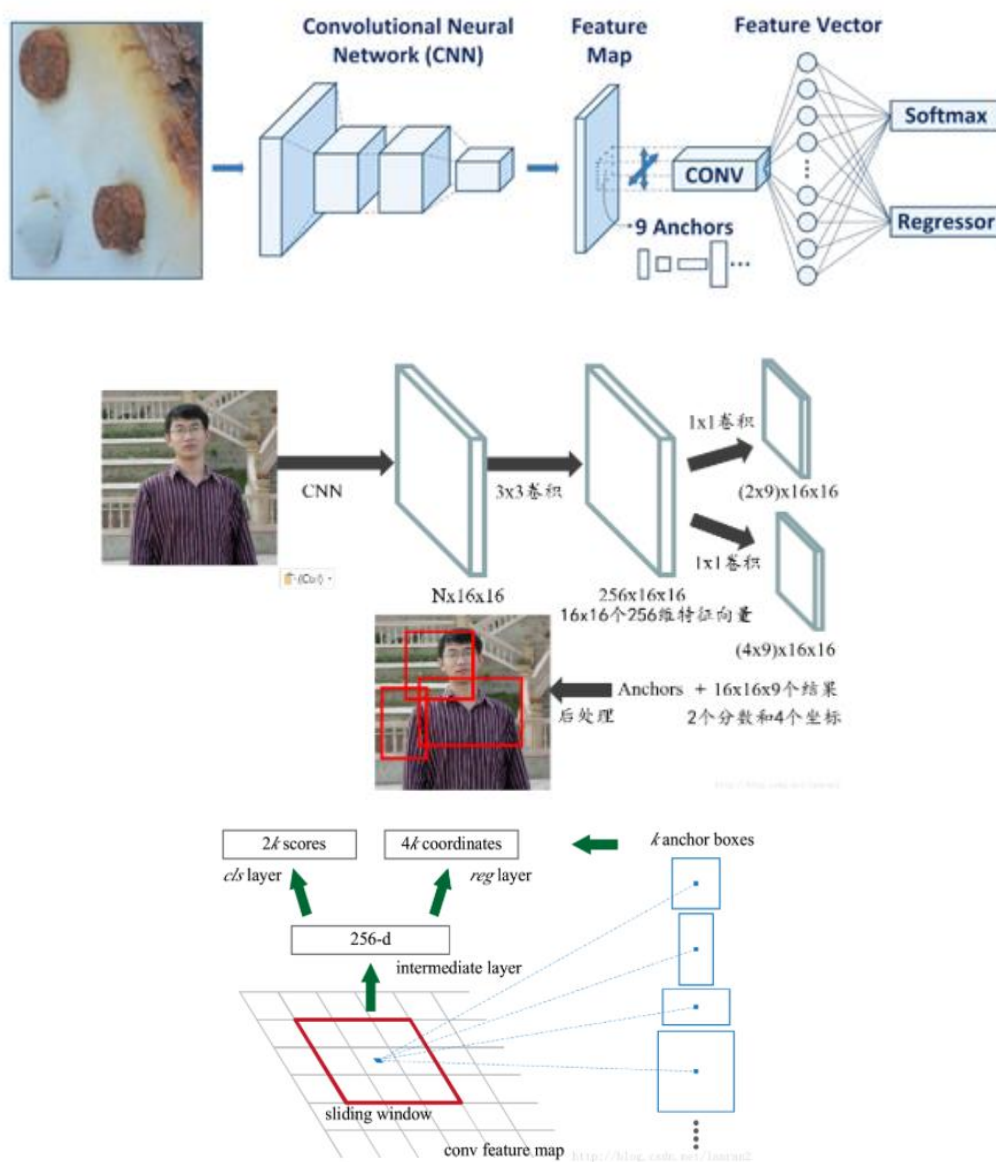 Convolutional Neural
Network (CNN)
Feature
Map
Feature Vector
Softmax
CONV
9 Anchors
Regressor
CNN
3x3卷积
1x1卷积
(2x9)x16x16
1x1卷积
(Ctrl)
Nx16x16
256x16x16
16x16个256维特征向量
(4x9)x16x16
Anchors + 16x16x9个结果
后处理
2个分数和4个坐标
2k scores
4k coordinates
k anchor boxes
cls layer
reg layer
256-d
intermediate layer
sliding window
conv feature map